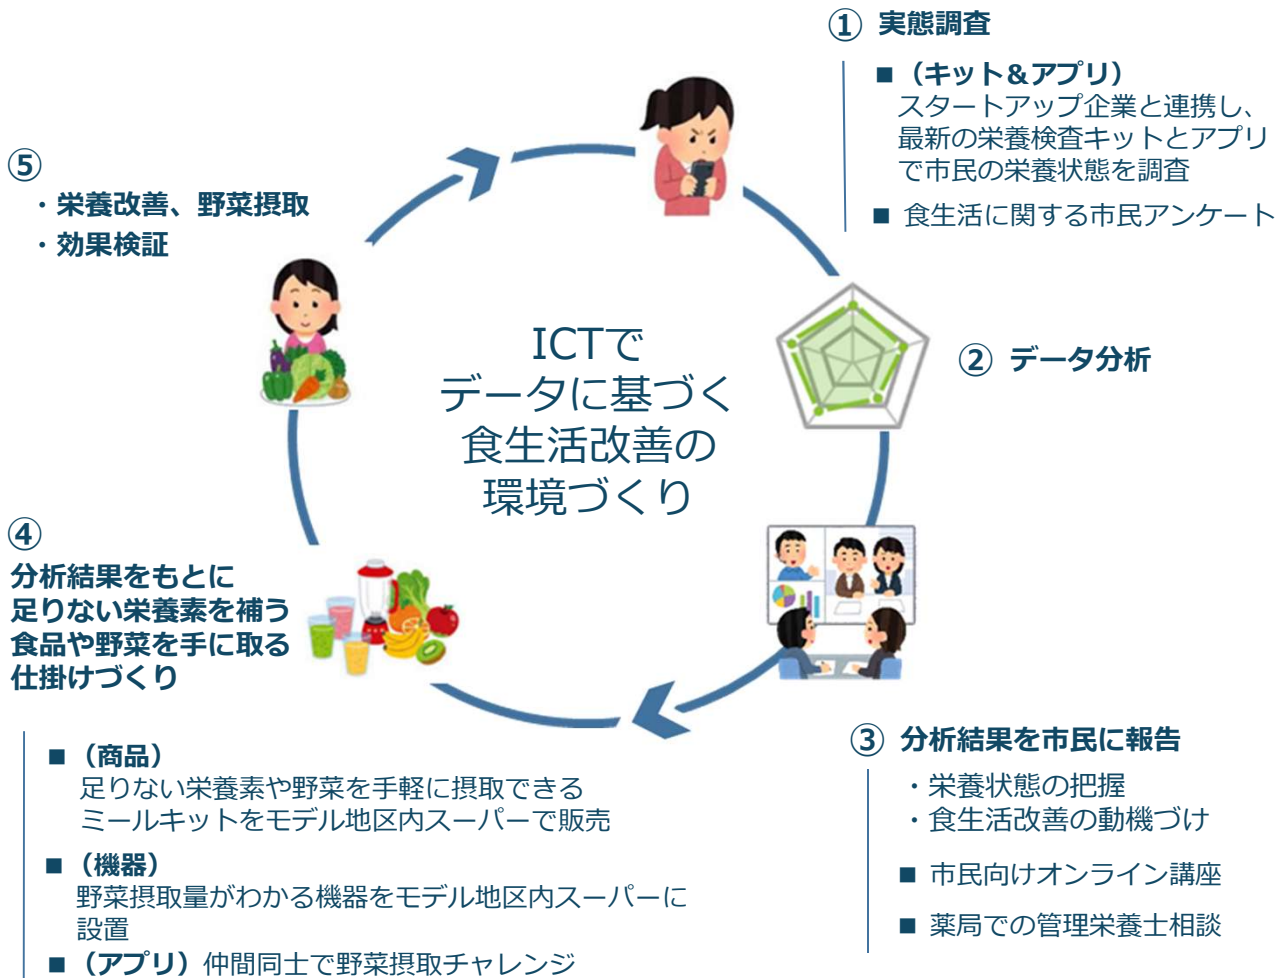 ① 実態調査
■ （キット＆アプリ）
スタートアップ企業と連携し、
最新の栄養検査キットとアプリ
で市民の栄養状態を調査
■ 食生活に関する市民アンケート
② データ分析
③ 分析結果を市民に報告
・栄養状態の把握
・食生活改善の動機づけ
■ 市民向けオンライン講座
■ 薬局での管理栄養士相談
④
分析結果をもとに
足りない栄養素を補う
食品や野菜を手に取る
仕掛けづくり
■ （商品）
足りない栄養素や野菜を手軽に摂取できる
ミールキットをモデル地区内スーパーで販売
■ （機器）
野菜摂取量がわかる機器をモデル地区内スーパーに
設置
■ （アプリ）仲間同士で野菜摂取チャレンジ
⑤
・栄養改善、野菜摂取
・効果検証
ICTで
データに基づく
食生活改善の
環境づくり